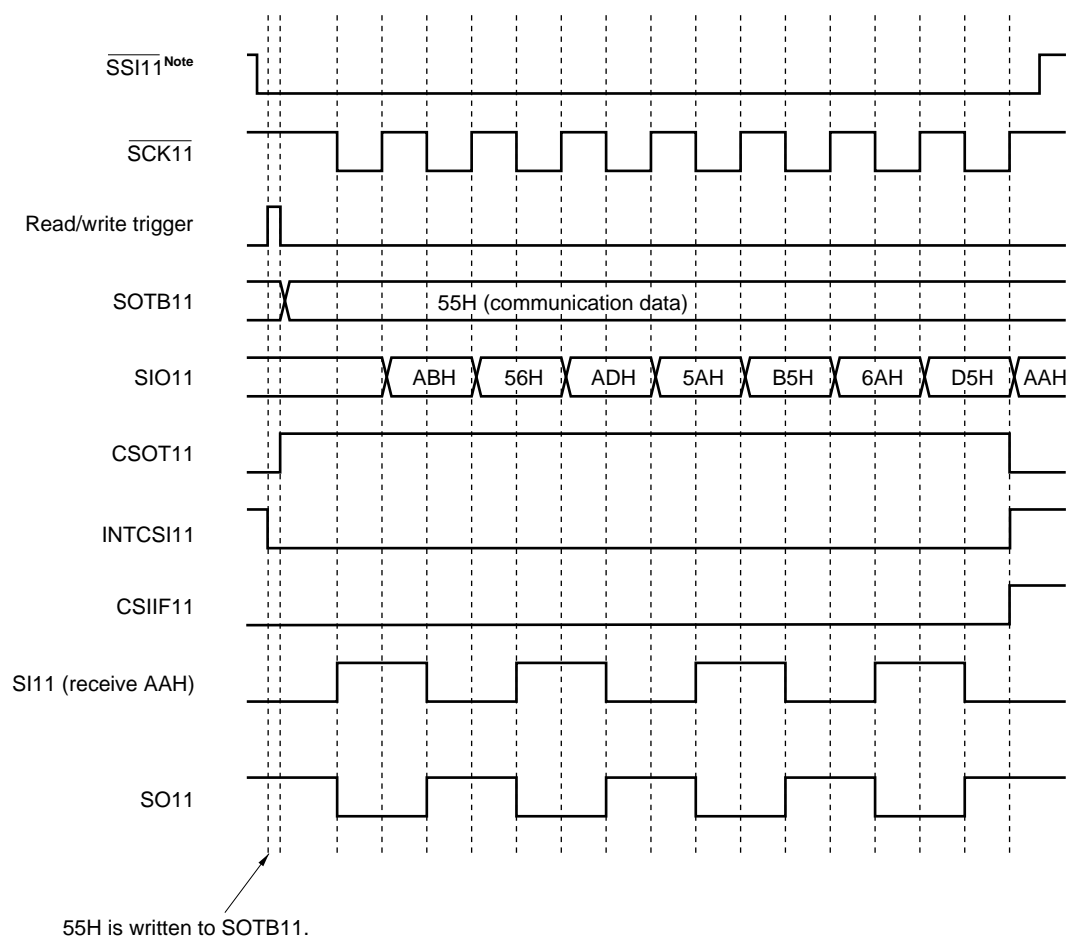 SSI11Note
SCK11
Read/write trigger
SOTB11
55H (communication data)
SIO11
ABH 56H ADH 5AH B5H 6AH D5H AAH
CSOT11
INTCSI11
CSIIF11
SI11 (receive AAH)
SO11
55H is written to SOTB11.